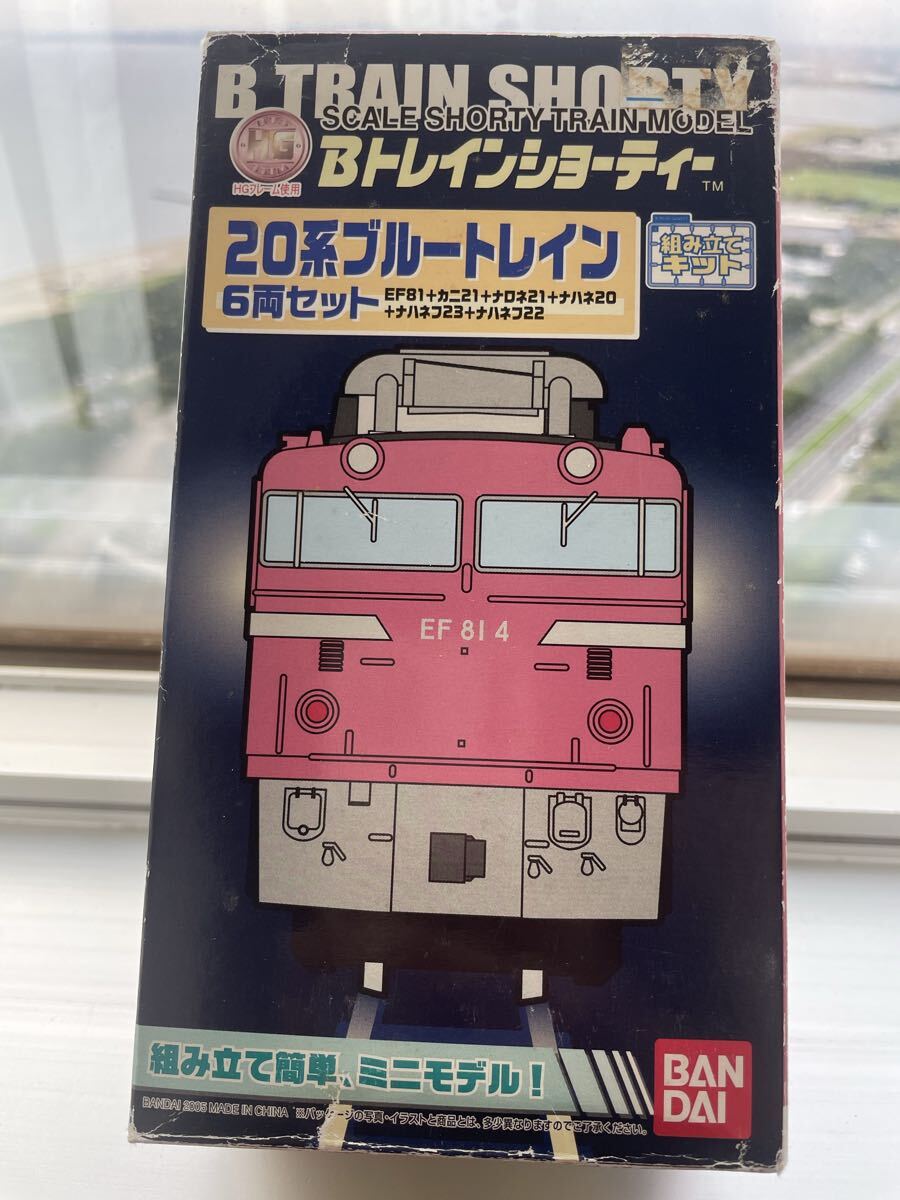 B TRAIN SHORTY
SCALE SHORTY TRAIN MODEL
HG
HGフレーム使用
Bトレインショーティー™
20系ブルートレイン
6両セット
EF81+カニ21+ナロネ21+ナハネ20
+ナハネフ23+ナハネフ22
組み立て
キット
EF 81 4
組み立て簡単、ミニモデル!
BANDAI 2005 MADE IN CHINA ※パッケージの写真・イラストと商品とは、多少異なりますのでご了承ください。
BAN
DAI